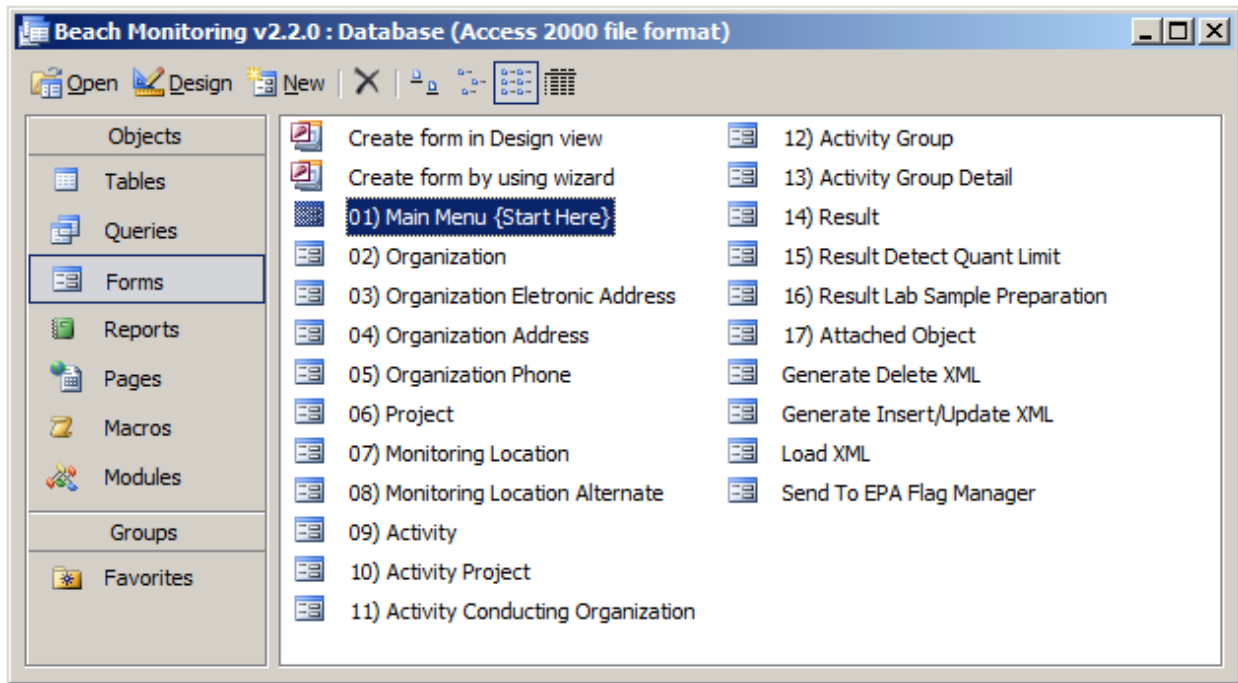 Beach Monitoring v2.2.0 : Database (Access 2000 file format)
Open Design New
Objects
Tables
Queries
Forms
Reports
Pages
Macros
Modules
Groups
Favorites
Create form in Design view
Create form by using wizard
01) Main Menu {Start Here}
02) Organization
03) Organization Eletronic Address
04) Organization Address
05) Organization Phone
06) Project
07) Monitoring Location
08) Monitoring Location Alternate
09) Activity
10) Activity Project
11) Activity Conducting Organization
12) Activity Group
13) Activity Group Detail
14) Result
15) Result Detect Quant Limit
16) Result Lab Sample Preparation
17) Attached Object
Generate Delete XML
Generate Insert/Update XML
Load XML
Send To EPA Flag Manager